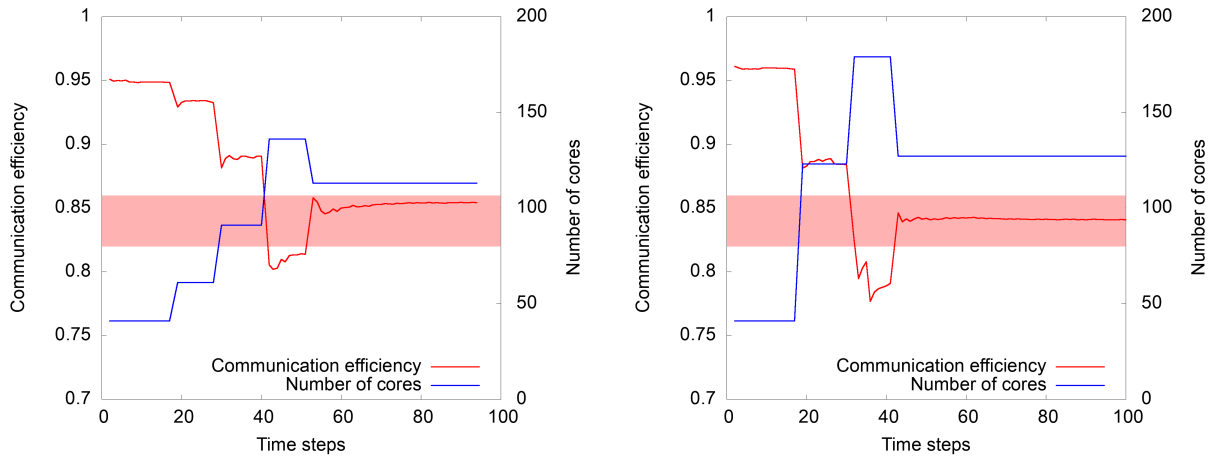 1
0.95
0.9
0.85
0.8
0.75
0.7
Communication efficiency
200
150
100
50
0
Number of cores
Communication efficiency
Number of cores
0 20 40 60 80 100
Time steps
1
0.95
0.9
0.85
0.8
0.75
0.7
Communication efficiency
200
150
100
50
0
Number of cores
Communication efficiency
Number of cores
0 20 40 60 80 100
Time steps